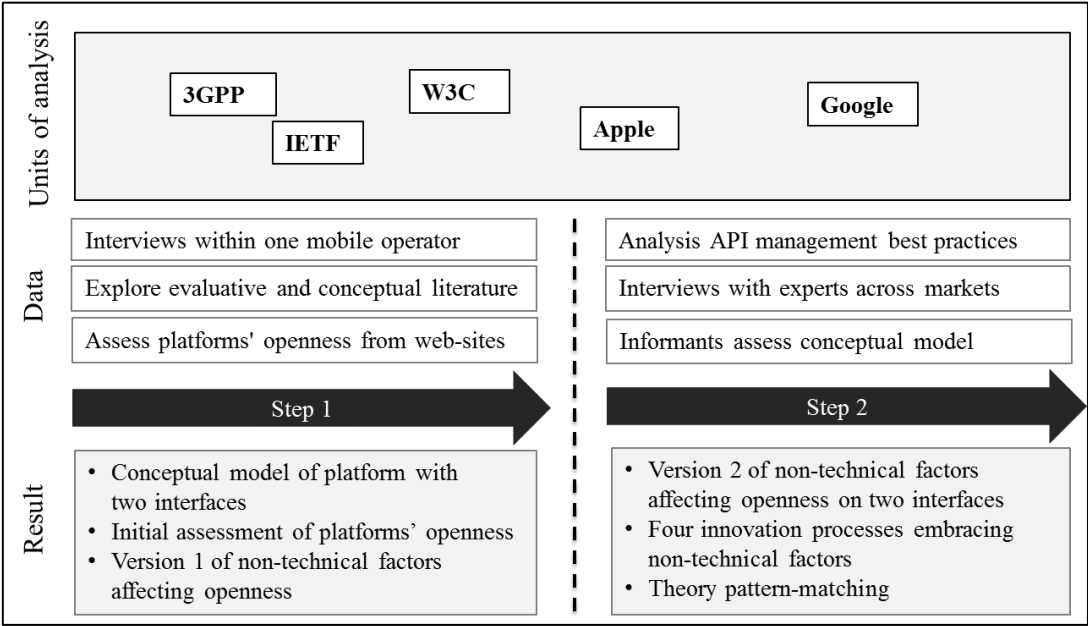 Units of analysis
3GPP
IETF
W3C
Apple
Google
Data
Interviews within one mobile operator
Explore evaluative and conceptual literature
Assess platforms' openness from web-sites
Analysis API management best practices
Interviews with experts across markets
Informants assess conceptual model
Step 1
Step 2
Result
• Conceptual model of platform with
two interfaces
• Initial assessment of platforms’ openness
• Version 1 of non-technical factors
affecting openness
• Version 2 of non-technical factors
affecting openness on two interfaces
• Four innovation processes embracing
non-technical factors
• Theory pattern-matching